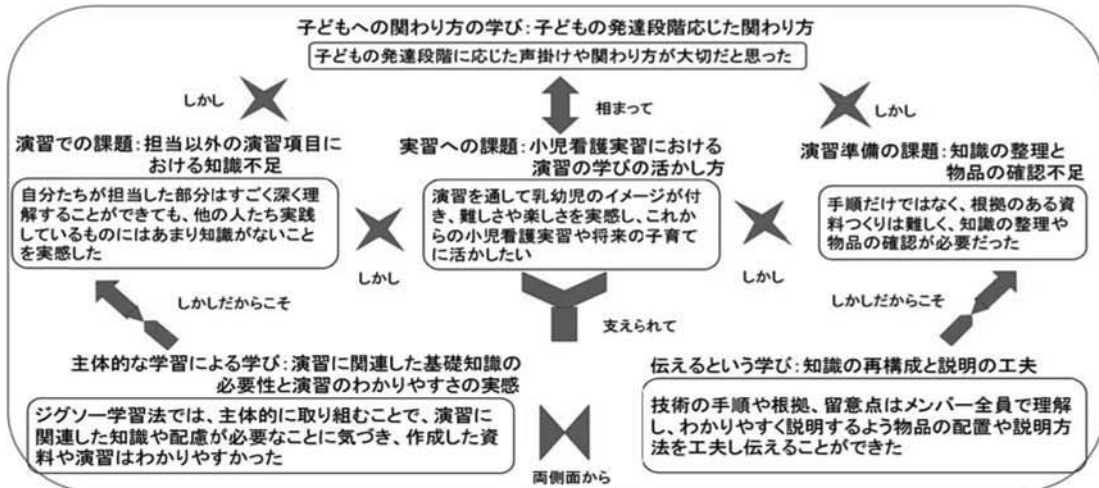 子どもへの関わり方の学び：子どもの発達段階応じた関わり方
子どもの発達段階に応じた声掛けや関わり方が大切だと思った
しかし
相まって
しかし
演習での課題：担当以外の演習項目に
おける知識不足
自分たちが担当した部分はすごく深く理
解することができても、他の人たち実践
しているものにはあまり知識がないこと
を実感した
実習への課題：小児看護実習における
演習の学びの活かし方
演習を通して乳幼児のイメージが付
き、難しさや楽しさを実感し、これか
らの小児看護実習や将来の子育て
に活かしたい
演習準備の課題：知識の整理と
物品の確認不足
手順だけではなく、根拠のある資
料つくりは難しく、知識の整理や
物品の確認が必要だった
しかし
しかし
しかしだからこそ
支えられて
しかしだからこそ
主体的な学習による学び：演習に関連した基礎知識の
必要性と演習のわかりやすさの実感
ジグソー学習法では、主体的に取り組むことで、演習に
関連した知識や配慮が必要なことに気づき、作成した資
料や演習はわかりやすかった
両側面から
伝えるという学び：知識の再構成と説明の工夫
技術の手順や根拠、留意点はメンバー全員で理解
し、わかりやすく説明するよう物品の配置や説明方
法を工夫し伝えることができた